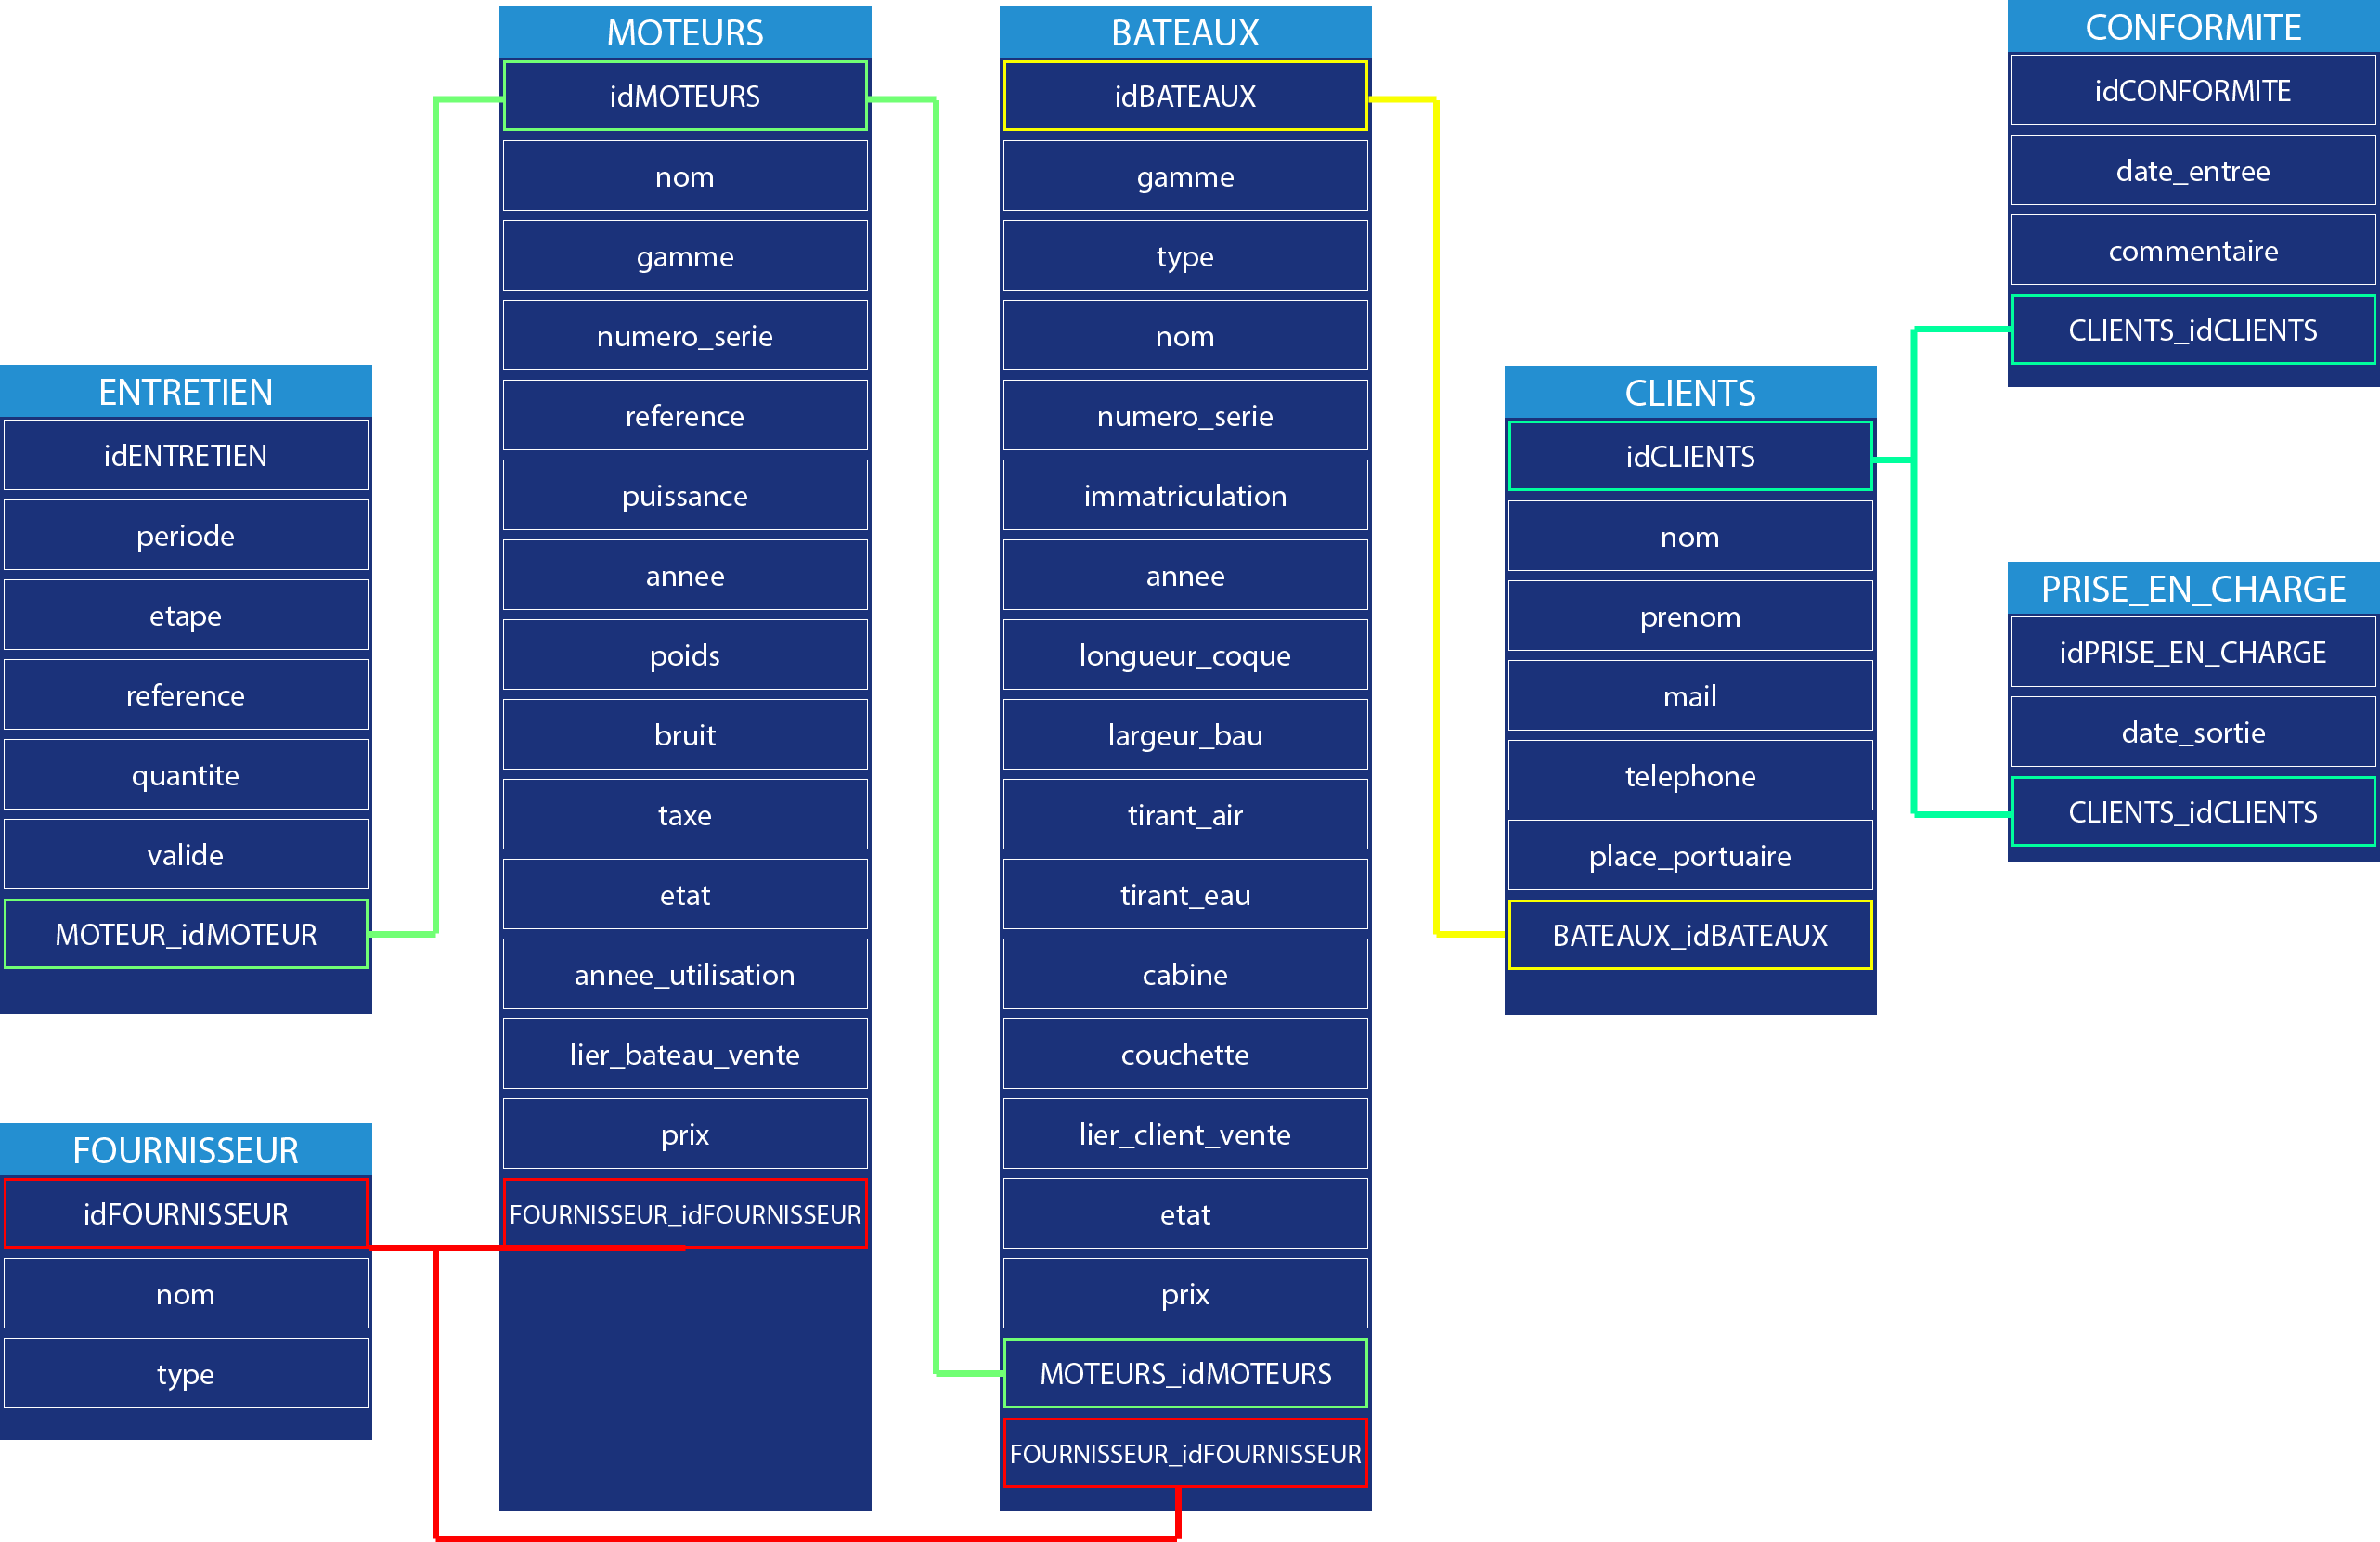 ENTRETIEN
idENTRETIEN
periode
etape
reference
quantite
valide
MOTEUR_idMOTEUR
FOURNISSEUR
idFOURNISSEUR
nom
type
MOTEURS
idMOTEURS
nom
gamme
numero_serie
reference
puissance
annee
poids
bruit
taxe
etat
annee_utilisation
lier_bateau_vente
prix
FOURNISSEUR_idFOURNISSEUR
BATEAUX
idBATEAUX
gamme
type
nom
numero_serie
immatriculation
annee
longueur_coque
largeur_bau
tirant_air
tirant_eau
cabine
couchette
lier_client_vente
etat
prix
MOTEURS_idMOTEURS
FOURNISSEUR_idFOURNISSEUR
CLIENTS
idCLIENTS
nom
prenom
mail
telephone
place_portuaire
BATEAUX_idBATEAUX
CONFORMITE
idCONFORMITE
date_entree
commentaire
CLIENTS_idCLIENTS
PRISE_EN_CHARGE
idPRISE_EN_CHARGE
date_sortie
CLIENTS_idCLIENTS